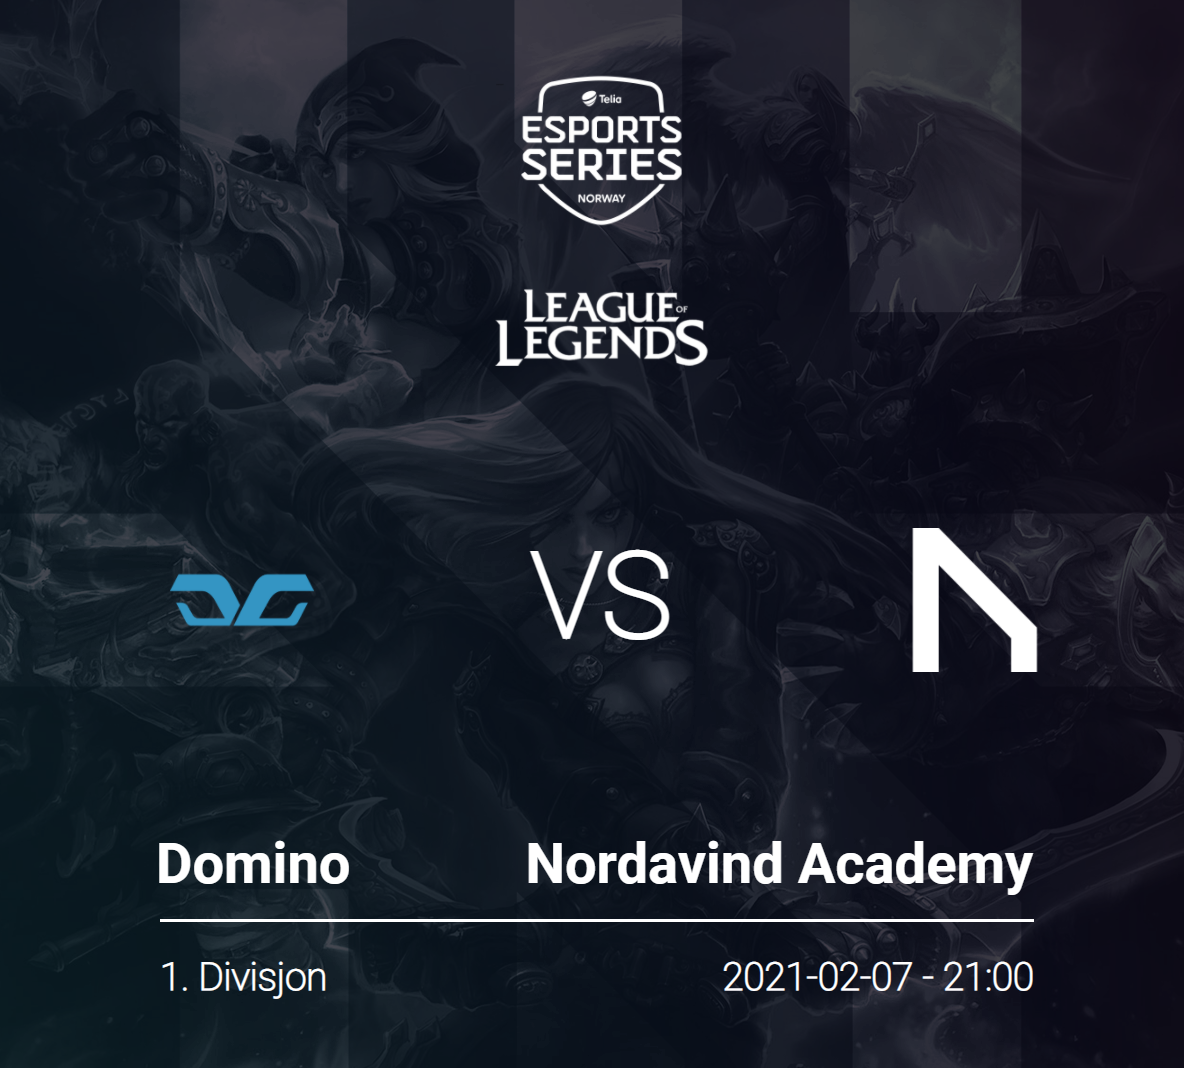 Telia
ESPORTS
SERIES
NORWAY
LEAGUE OF
LEGENDS
VS
Domino
Nordavind Academy
1. Divisjon
2021-02-07 - 21:00